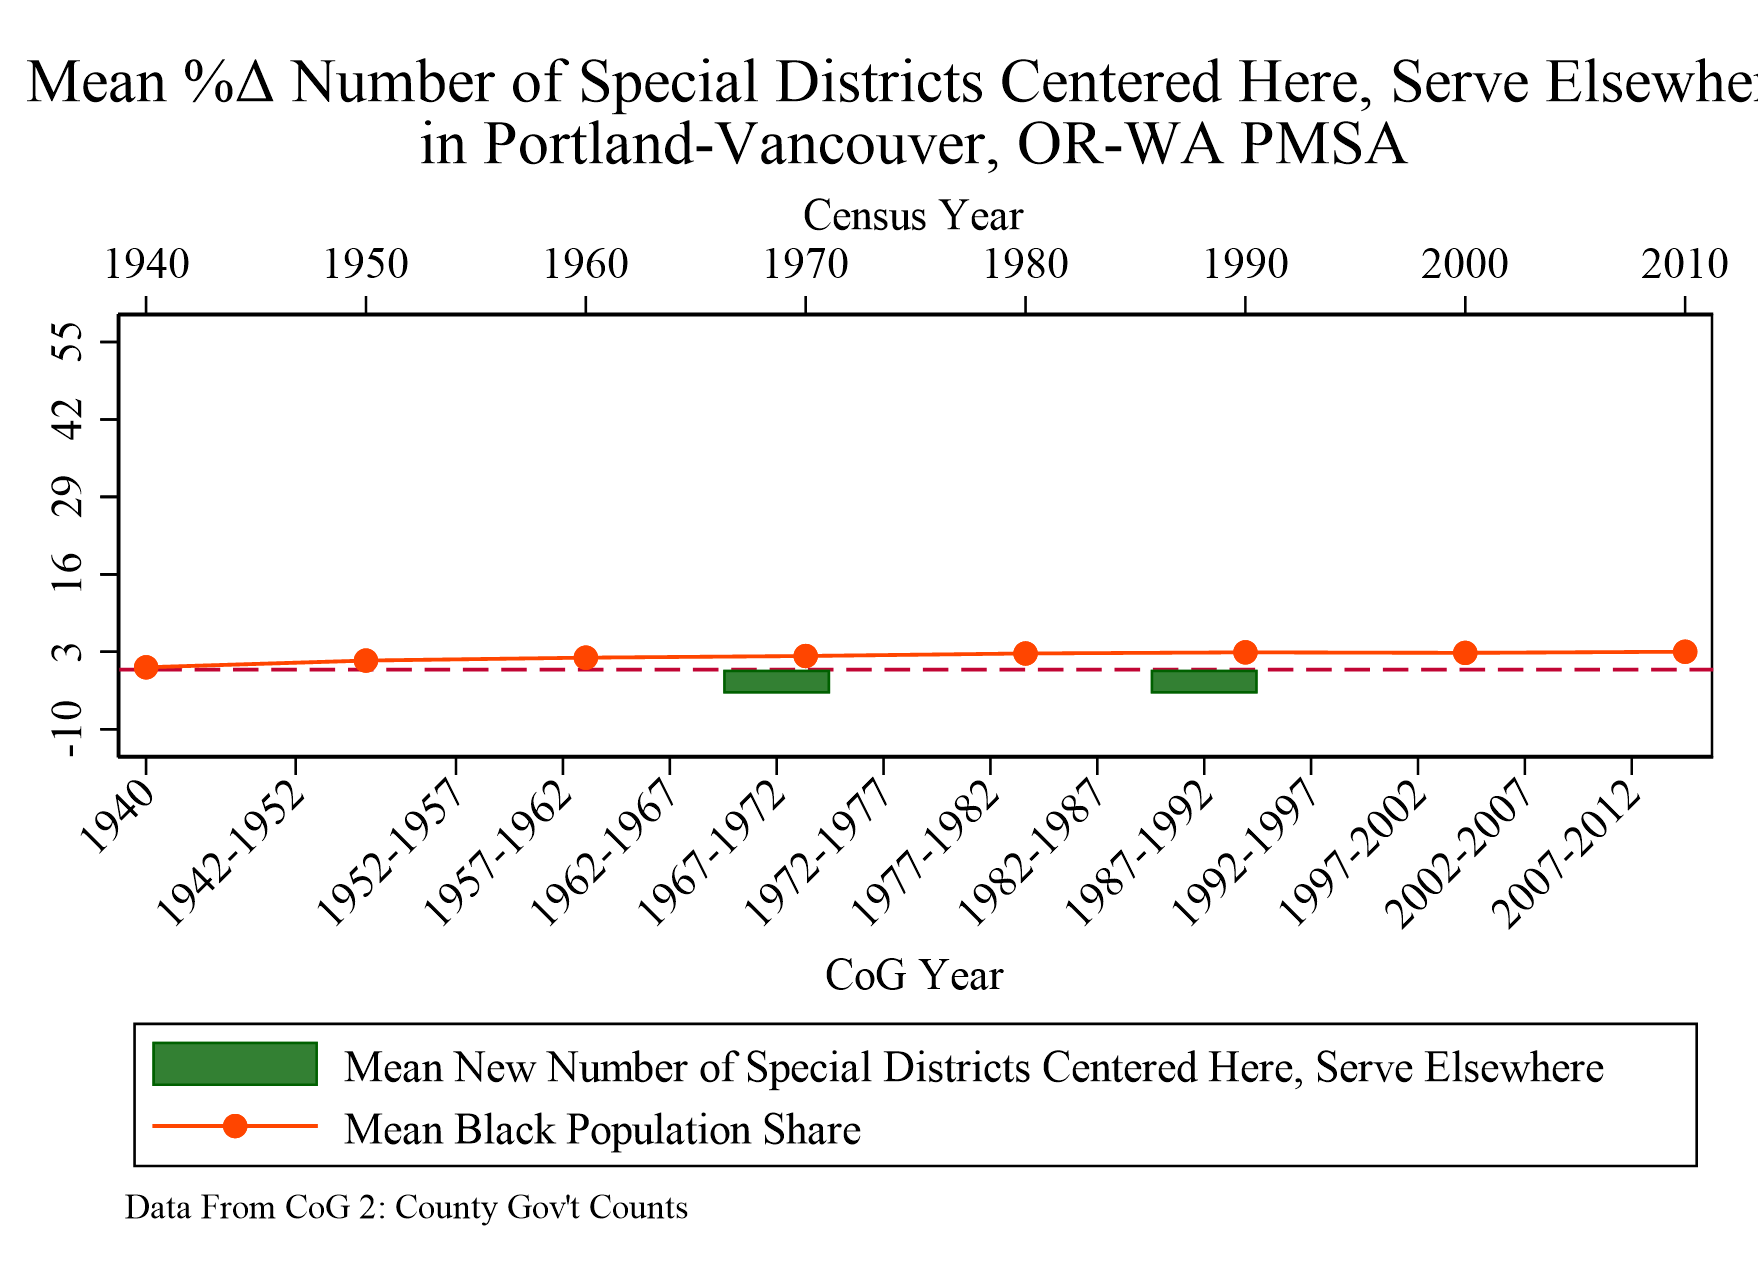 Mean %Δ Number of Special Districts Centered Here, Serve
in Portland-Vancouver, OR-WA PMSA
Census Year
1940 1950 1960 1970 1980 1990 2000 2010
55
42
29
16
3
-10
1940 1942-1952 1952-1957 1957-1962 1962-1967 1967-1972 1972-1977 1977-1982 1982-1987 1987-1992 1992-1997 1997-2002 2002-2007 2007-2012
CoG Year
Mean New Number of Special Districts Centered Here, Serve Elsewhere
Mean Black Population Share
Data From CoG 2: County Gov't Counts